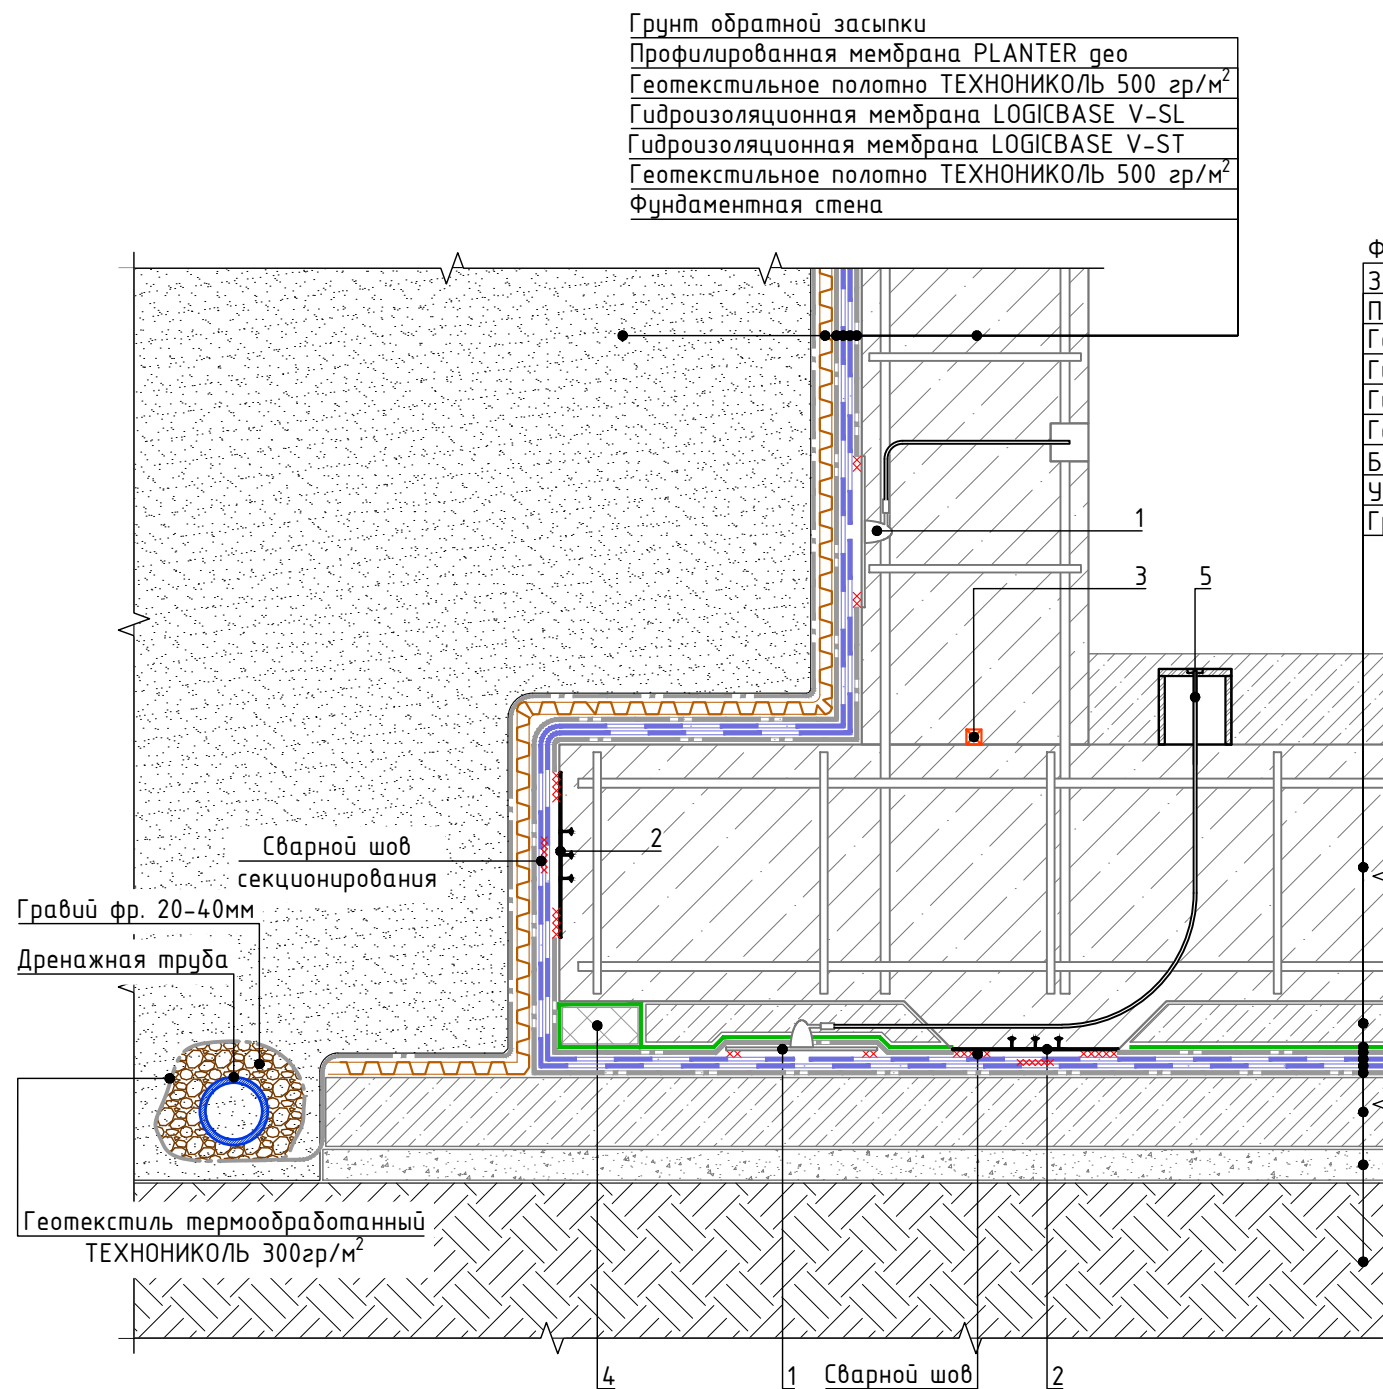 Грунт обратной засыпки
Профилированная мембрана PLANTER geo
Геотекстильное полотно ТЕХНОНИКОЛЬ 500 гр/м²
Гидроизоляционная мембрана LOGICBASE V-SL
Гидроизоляционная мембрана LOGICBASE V-ST
Геотекстильное полотно ТЕХНОНИКОЛЬ 500 гр/м²
Фундаментная стена
1
3
5
2
Сварной шов
секционирования
Гравий фр. 20-40мм
Дренажная труба
Геотекстиль термообработанный
ТЕХНОНИКОЛЬ 300гр/м²
4
1
Сварной шов
2